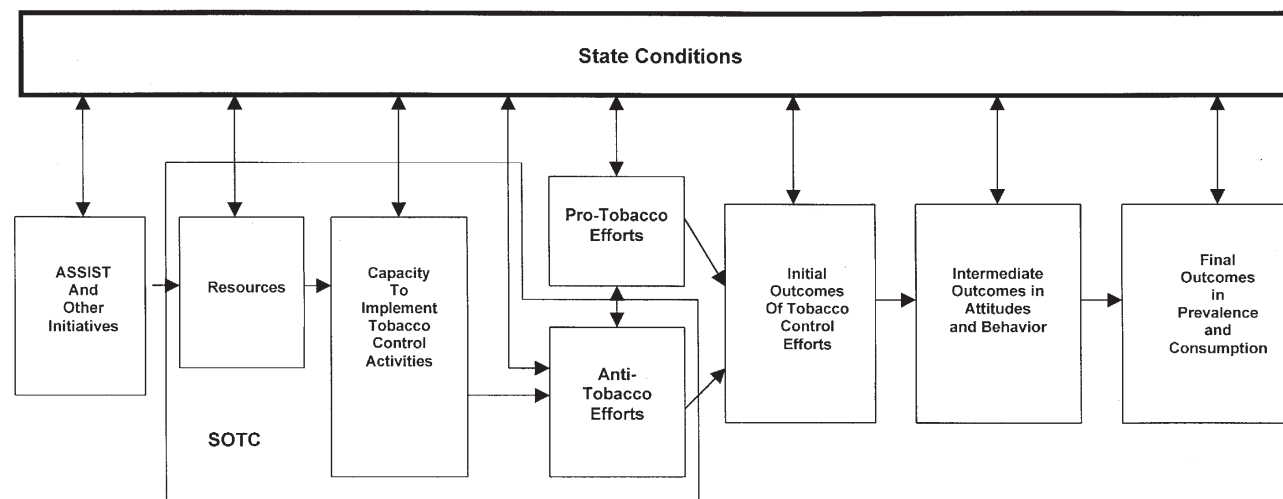 State Conditions
ASSIST
And
Other
Initiatives
Resources
Capacity
To
Implement
Tobacco
Control
Activities
Pro-Tobacco
Efforts
Anti-
Tobacco
Efforts
Initial
Outcomes
Of Tobacco
Control
Efforts
Intermediate
Outcomes in
Attitudes
and Behavior
Final
Outcomes
in
Prevalence
and
Consumption
SOTC